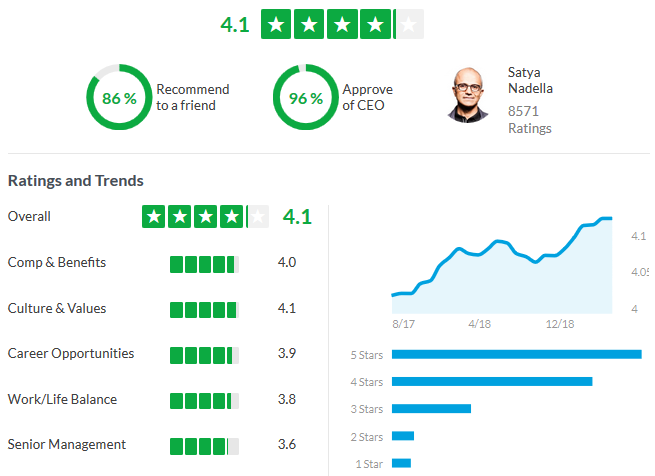 4.1
86 %
Recommend
to a friend
96 %
Approve
of CEO
Satya
Nadella
8571
Ratings
Ratings and Trends
Overall 4.1
Comp & Benefits 4.0
Culture & Values 4.1
Career Opportunities 3.9
Work/Life Balance 3.8
Senior Management 3.6
4.1
4.05
4
8/17 4/18 12/18
5 Stars
4 Stars
3 Stars
2 Stars
1 Star